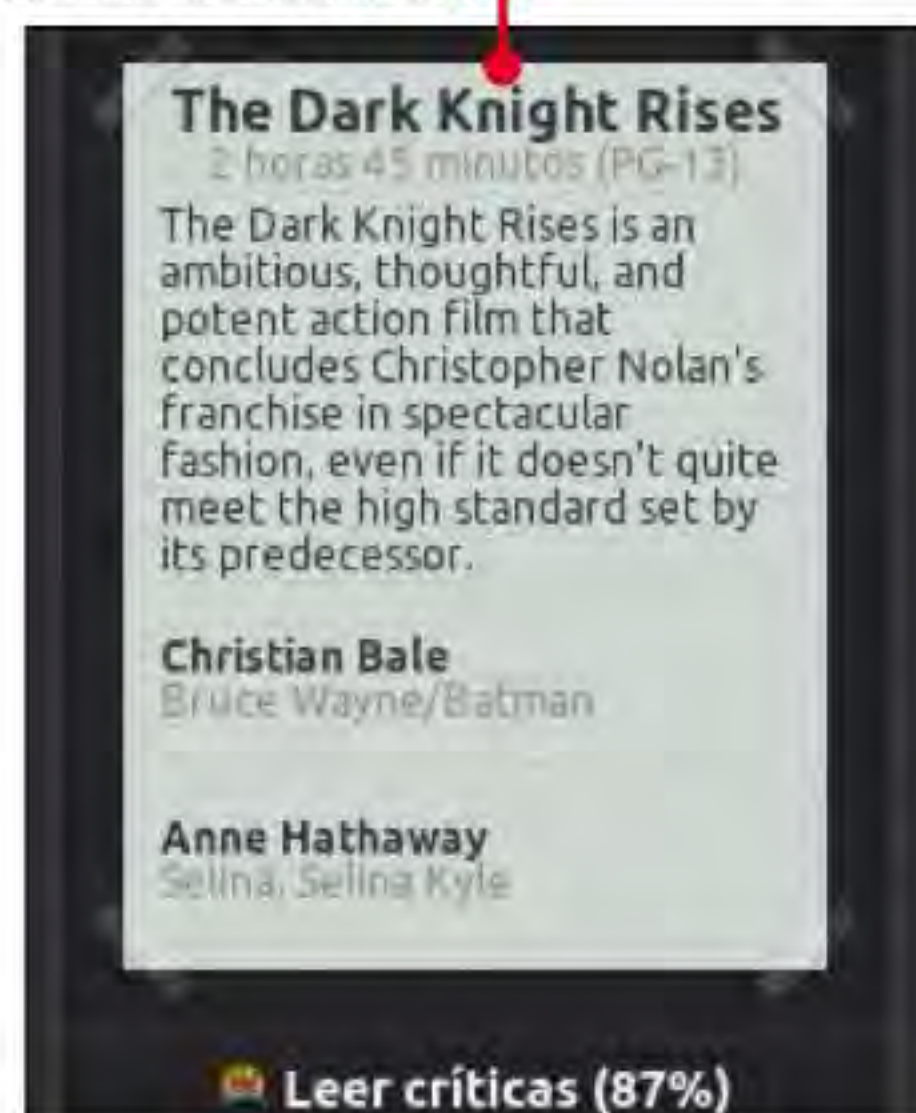 The Dark Knight Rises
2 horas 45 minutos (PG-13)
The Dark Knight Rises is an
ambitious, thoughtful, and
potent action film that
concludes Christopher Nolan's
franchise in spectacular
fashion, even if it doesn't quite
meet the high standard set by
its predecessor.
Christian Bale
Bruce Wayne/Batman
Anne Hathaway
Selina, Selina Kyle
Leer críticas (87%)